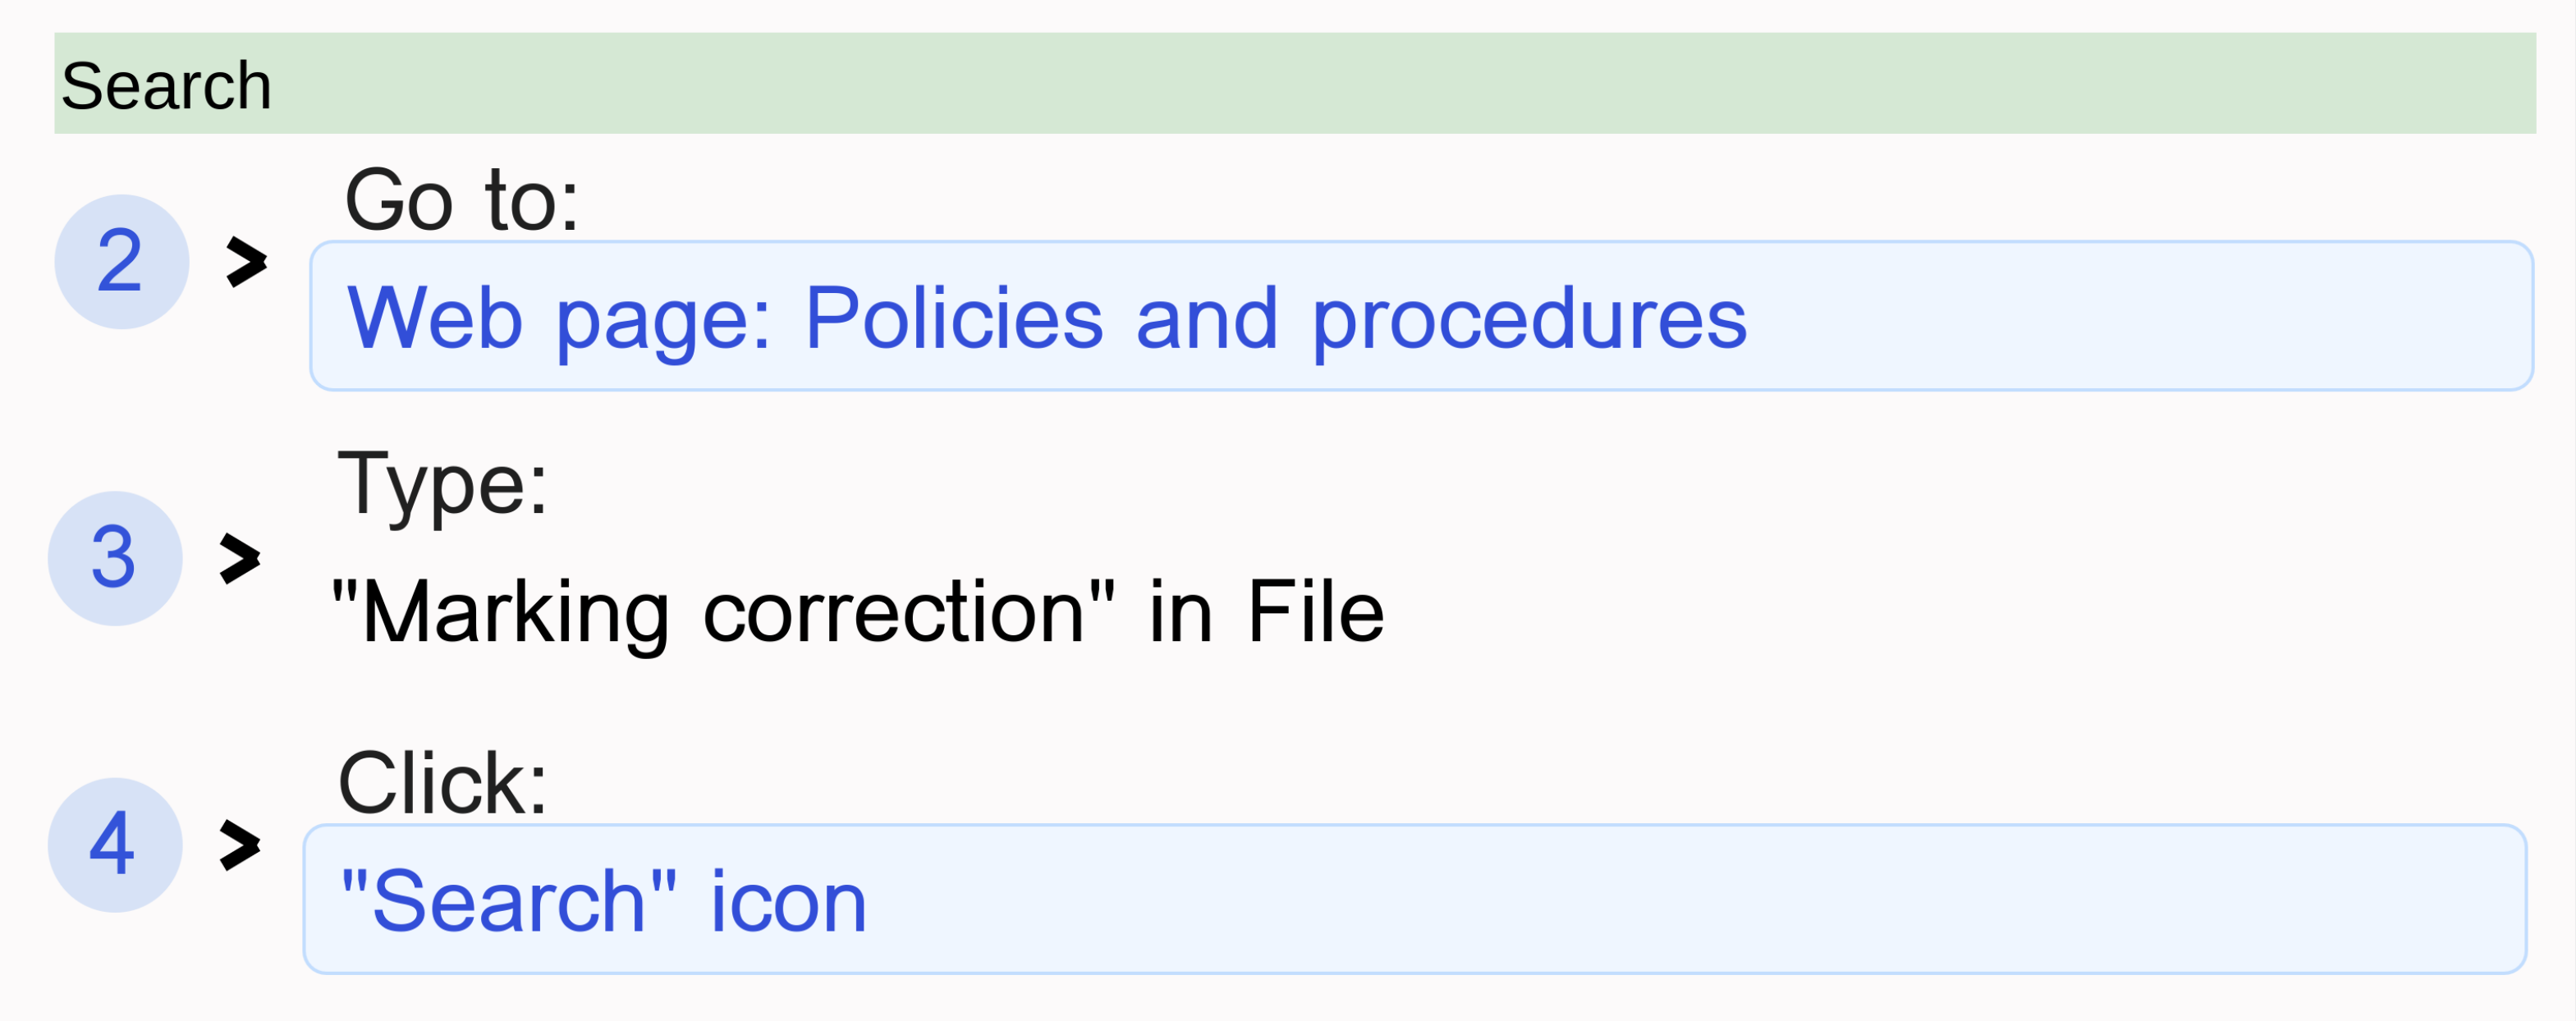 Search
Go to:
2 >
Web page: Policies and procedures
Type:
3 >
"Marking correction" in File
Click:
4 >
"Search" icon